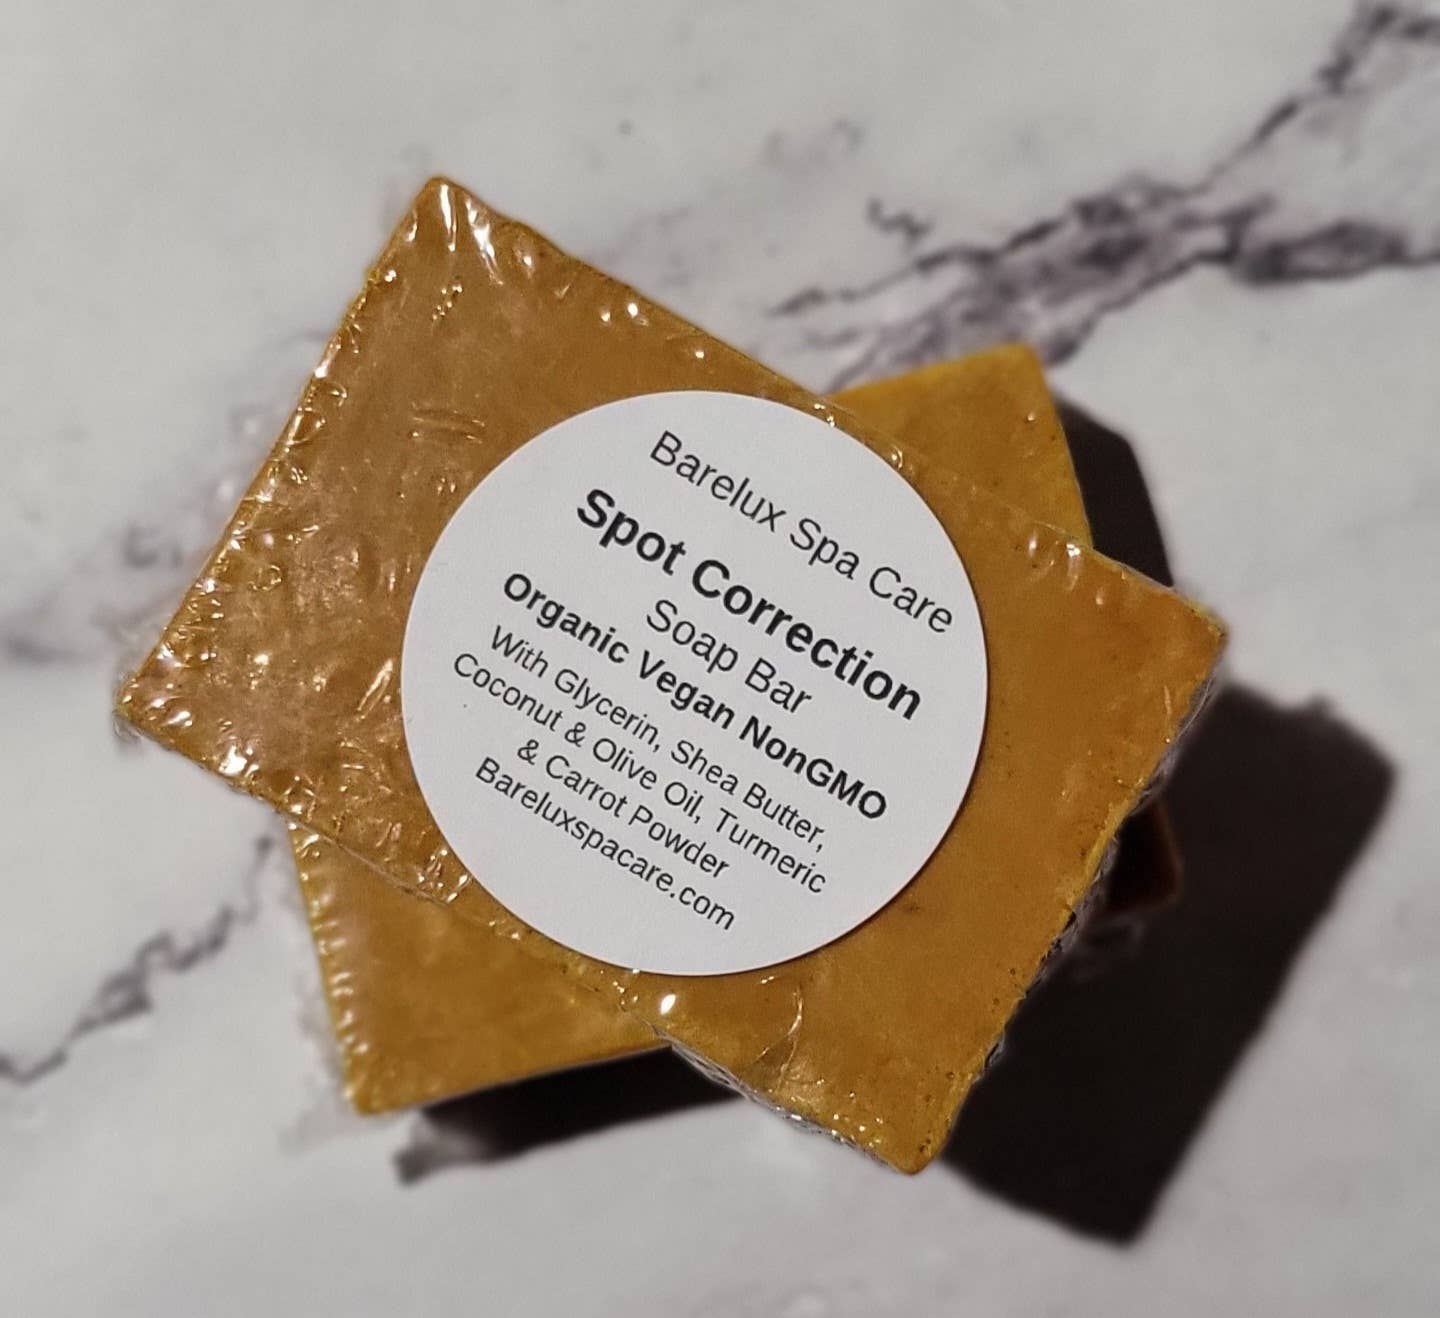 Barelux Spa Care
Spot Correction
Soap Bar
Organic Vegan NonGMO
With Glycerin, Shea Butter,
Coconut & Olive Oil, Turmeric
& Carrot Powder
Bareluxspacare.com